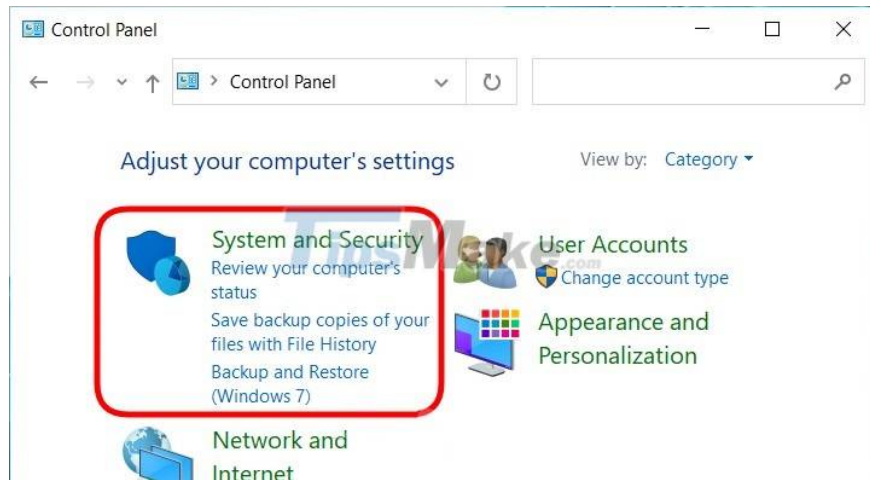 Control Panel
Control Panel
Adjust your computer's settings
View by: Category
System and Security
Review your computer's
status
Save backup copies of your
files with File History
Backup and Restore
(Windows 7)
User Accounts
Change account type
Appearance and
Personalization
Network and
Internet
TipsMake.com